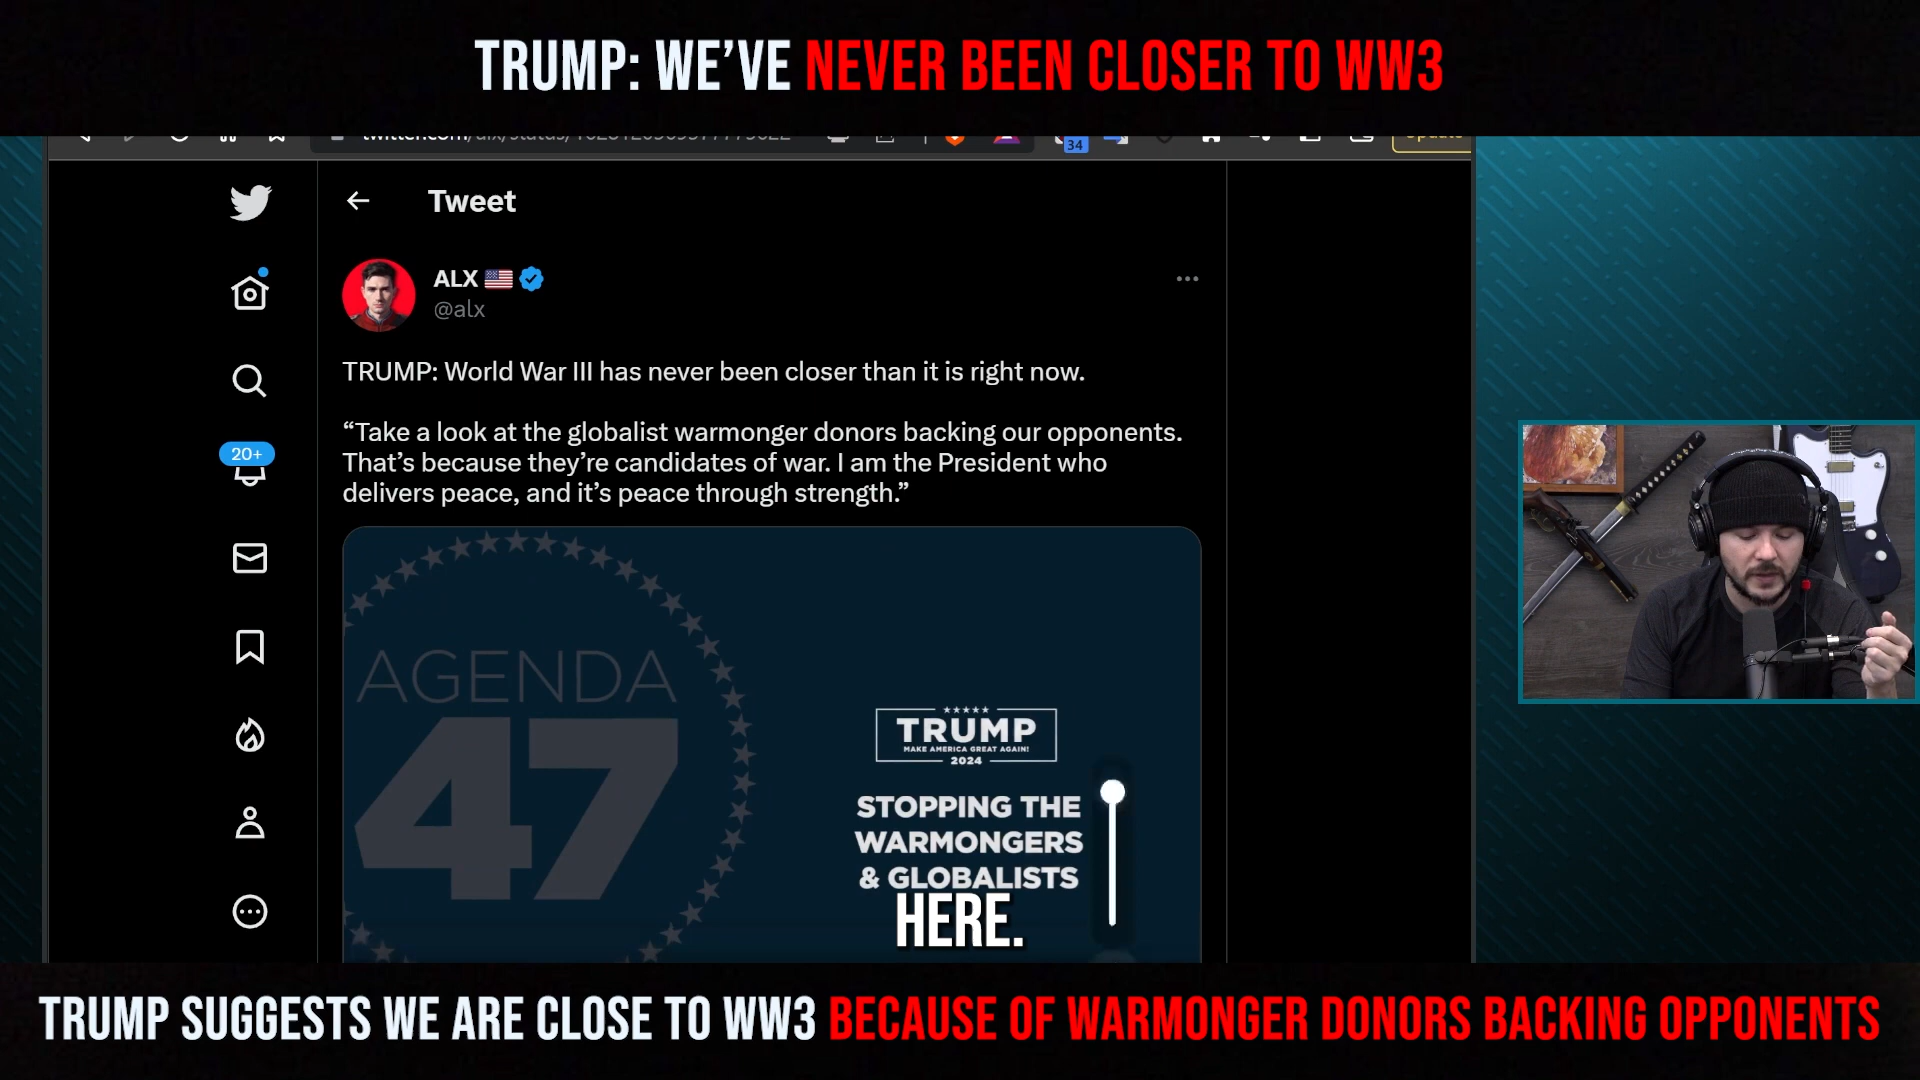 TRUMP: WE'VE NEVER BEEN CLOSER TO WW3
34
Tweet
ALX
@alx
TRUMP: World War III has never been closer than it is right now.
“Take a look at the globalist warmonger donors backing our opponents.
That’s because they’re candidates of war. I am the President who
delivers peace, and it’s peace through strength.”
20+
AGENDA
47
TRUMP
MAKE AMERICA GREAT AGAIN!
2024
STOPPING THE
WARMONGERS
& GLOBALISTS
HERE.
TRUMP SUGGESTS WE ARE CLOSE TO WW3 BECAUSE OF WARMONGER DONORS BACKING OPPONENTS